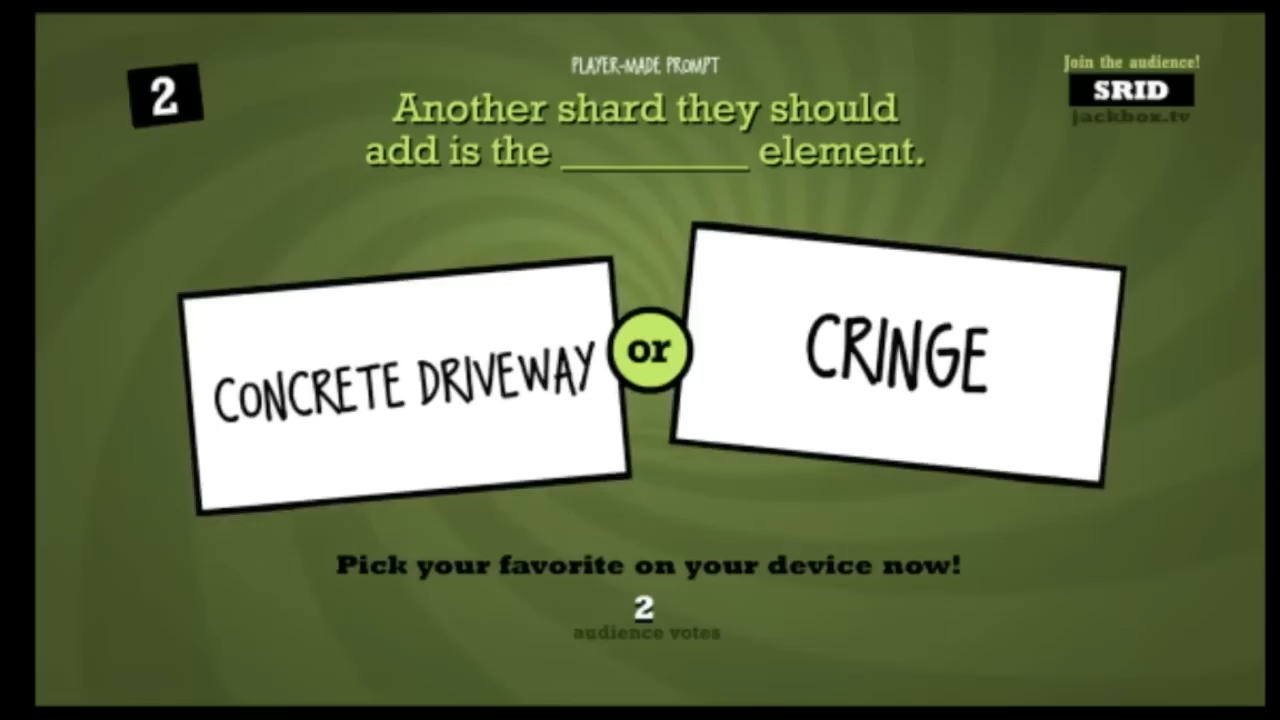 2
PLAYER-MADE PROMPT
Another shard they should
add is the _________ element.
Join the audience!
SRID
jackbox.tv
CONCRETE DRIVEWAY
or
CRINGE
Pick your favorite on your device now!
2
audience votes